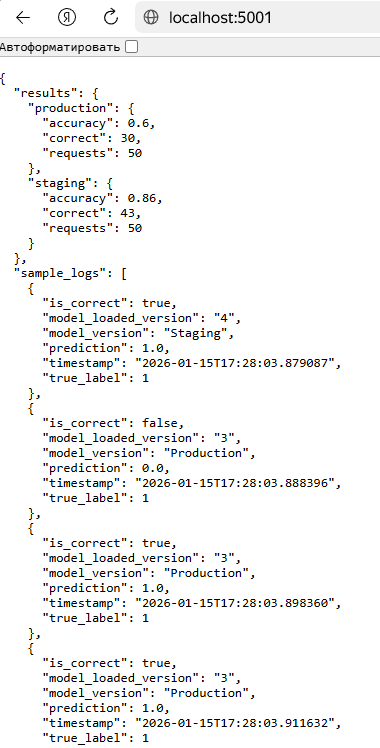 localhost:5001
Автоформатировать
{
  "results": {
    "production": {
      "accuracy": 0.6,
      "correct": 30,
      "requests": 50
    },
    "staging": {
      "accuracy": 0.86,
      "correct": 43,
      "requests": 50
    }
  },
  "sample_logs": [
    {
      "is_correct": true,
      "model_loaded_version": "4",
      "model_version": "Staging",
      "prediction": 1.0,
      "timestamp": "2026-01-15T17:28:03.879087",
      "true_label": 1
    },
    {
      "is_correct": false,
      "model_loaded_version": "3",
      "model_version": "Production",
      "prediction": 0.0,
      "timestamp": "2026-01-15T17:28:03.888396",
      "true_label": 1
    },
    {
      "is_correct": true,
      "model_loaded_version": "3",
      "model_version": "Production",
      "prediction": 1.0,
      "timestamp": "2026-01-15T17:28:03.898360",
      "true_label": 1
    },
    {
      "is_correct": true,
      "model_loaded_version": "3",
      "model_version": "Production",
      "prediction": 1.0,
      "timestamp": "2026-01-15T17:28:03.911632",
      "true_label": 1